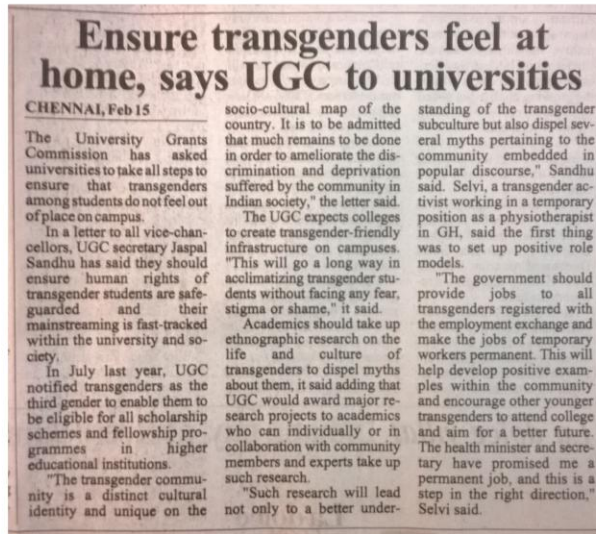 Ensure transgenders feel at
home, says UGC to universities
CHENNAI, Feb 15
The University Grants
Commission has asked
universities to take all steps to
ensure that transgenders
among students do not feel out
of place on campus.
In a letter to all vice-chan-
cellors, UGC secretary Jaspal
Sandhu has said they should
ensure human rights of
transgender students are safe-
guarded and their
mainstreaming is fast-tracked
within the university and so-
ciety.
In July last year, UGC
notified transgenders as the
third gender to enable them to
be eligible for all scholarship
schemes and fellowship pro-
grammes in higher
educational institutions.
"The transgender commu-
nity is a distinct cultural
identity and unique on the
socio-cultural map of the
country. It is to be admitted
that much remains to be done
in order to ameliorate the dis-
crimination and deprivation
suffered by the community in
Indian society," the letter said.
The UGC expects colleges
to create transgender-friendly
infrastructure on campuses.
"This will go a long way in
acclimatizing transgender stu-
dents without facing any fear,
stigma or shame," it said.
Academics should take up
ethnographic research on the
life and culture of
transgenders to dispel myths
about them, it said adding that
UGC would award major re-
search projects to academics
who can individually or in
collaboration with community
members and experts take up
such research.
"Such research will lead
not only to a better under-
standing of the transgender
subculture but also dispel sev-
eral myths pertaining to the
community embedded in
popular discourse," Sandhu
said. Selvi, a transgender ac-
tivist working in a temporary
position as a physiotherapist
in GH, said the first thing
was to set up positive role
models.
"The government should
provide jobs to all
transgenders registered with
the employment exchange and
make the jobs of temporary
workers permanent. This will
help develop positive exam-
ples within the community
and encourage other younger
transgenders to attend college
and aim for a better future.
The health minister and secre-
tary have promised me a
permanent job, and this is a
step in the right direction,"
Selvi said.